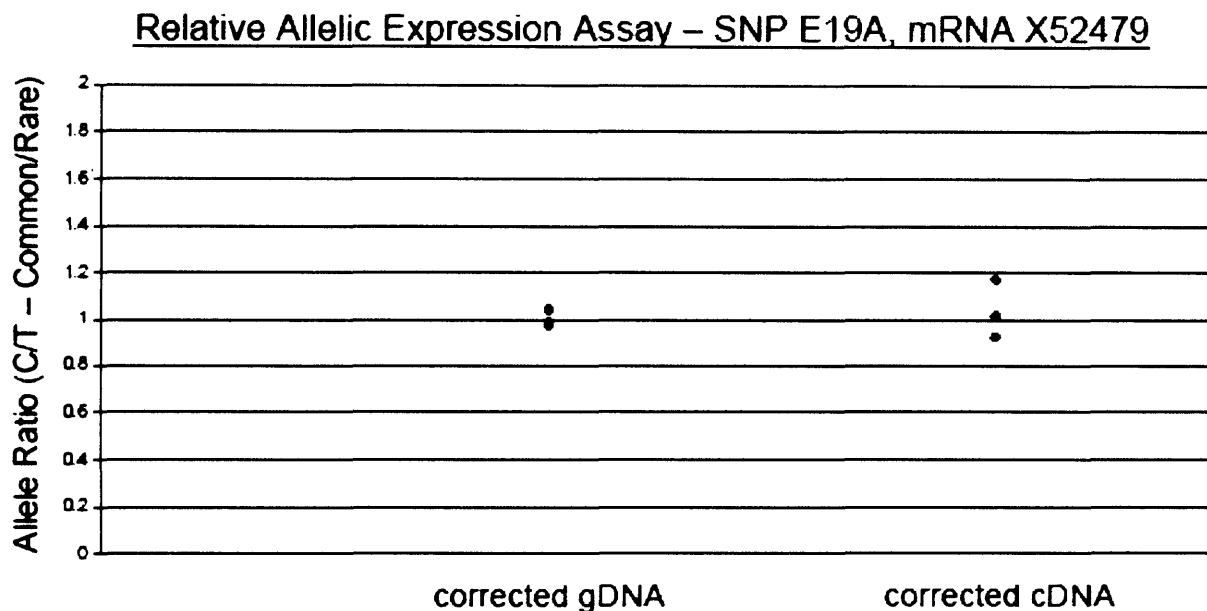 Relative Allelic Expression Assay – SNP E19A, mRNA X52479
Allele Ratio (C/T – Common/Rare)
2
1.8
1.6
1.4
1.2
1
0.8
0.6
0.4
0.2
0
corrected gDNA
corrected cDNA